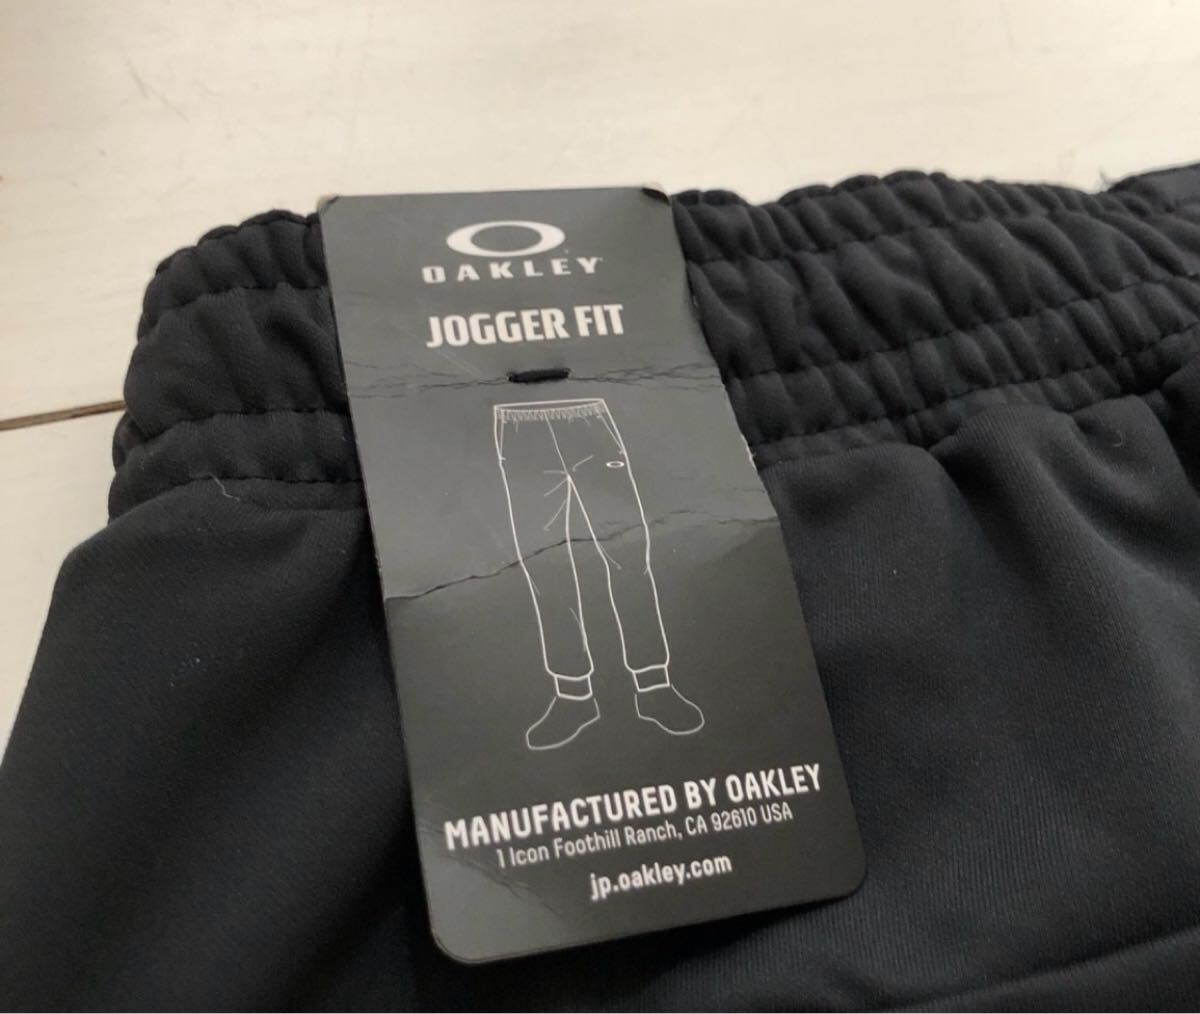 OAKLEY
JOGGER FIT
MANUFACTURED BY OAKLEY
1 Icon Foothill Ranch, CA 92610 USA
jp.oakley.com